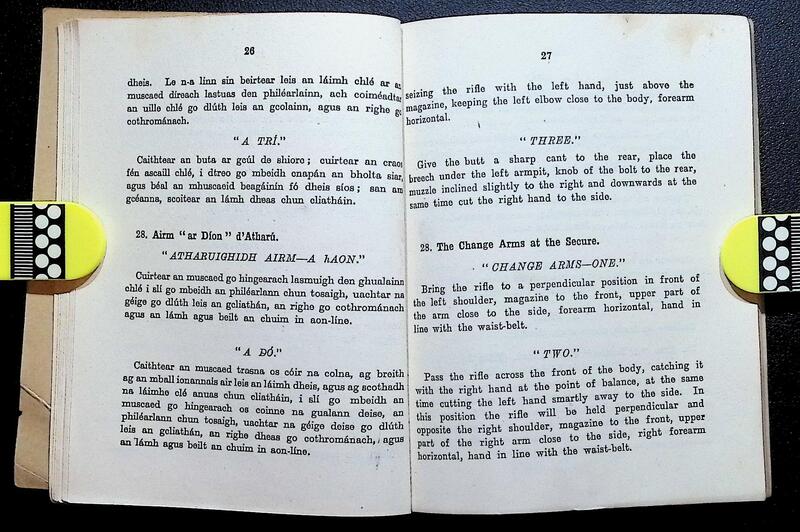 26
dheis. Le n-a linn sin beirtear leis an láimh chlé ar an
muscaed díreach lastuas den philéarlainn, ach coiméadtar
an uille chlé go dlúth leis an gcolainn, agus an righe go
cothrománach.
"A TRÍ."
Caithtear an buta ar gcúl de shiorc; cuirtear an craos
fén ascaill chlé, i dtreo go mbeidh cnapán an bholta siar,
agus béal an mhuscaeid beagáinín fó dheis síos; san am
gcéanna, scoitear an lámh dheas chun cliatháin.
28. Airm "ar Díon" d'Atharú.
"ATHARUIGHIDH AIRM—A hAON."
Cuirtear an muscaed go hingearach lasmuigh den ghualainn
chlé i slí go mbeidh an philéarlann chun tosaigh, uachtar na
géige go dlúth leis an gcliathán, an righe go cothrománach
agus an lámh agus beilt an chuim in aon-líne.
"A DÓ."
Caithtear an muscaed trasna os cóir na colna, ag breith
ag an mball ionannais air leis an láimh dheis, agus ag scothadh
na láimhe clé anuas chun cliatháin, i slí go mbeidh an
muscaed go hingearach os coinne na gualann deise, an
philéarlann chun tosaigh, uachtar na géige deise go dlúth
leis an gcliathán, an righe dheas go cothrománach, agus
an lámh agus beilt an chuim in aon-líne.
27
seizing the rifle with the left hand, just above the
magazine, keeping the left elbow close to the body, forearm
horizontal.
"THREE."
Give the butt a sharp cant to the rear, place the
breech under the left armpit, knob of the bolt to the rear,
muzzle inclined slightly to the right and downwards at the
same time cut the right hand to the side.
28. The Change Arms at the Secure.
"CHANGE ARMS—ONE."
Bring the rifle to a perpendicular position in front of
the left shoulder, magazine to the front, upper part of
the arm close to the side, forearm horizontal, hand in
line with the waist-belt.
"TWO."
Pass the rifle across the front of the body, catching it
with the right hand at the point of balance, at the same
time cutting the left hand smartly away to the side. In
this position the rifle will be held perpendicular and
opposite the right shoulder, magazine to the front, upper
part of the right arm close to the side, right forearm
horizontal, hand in line with the waist-belt.